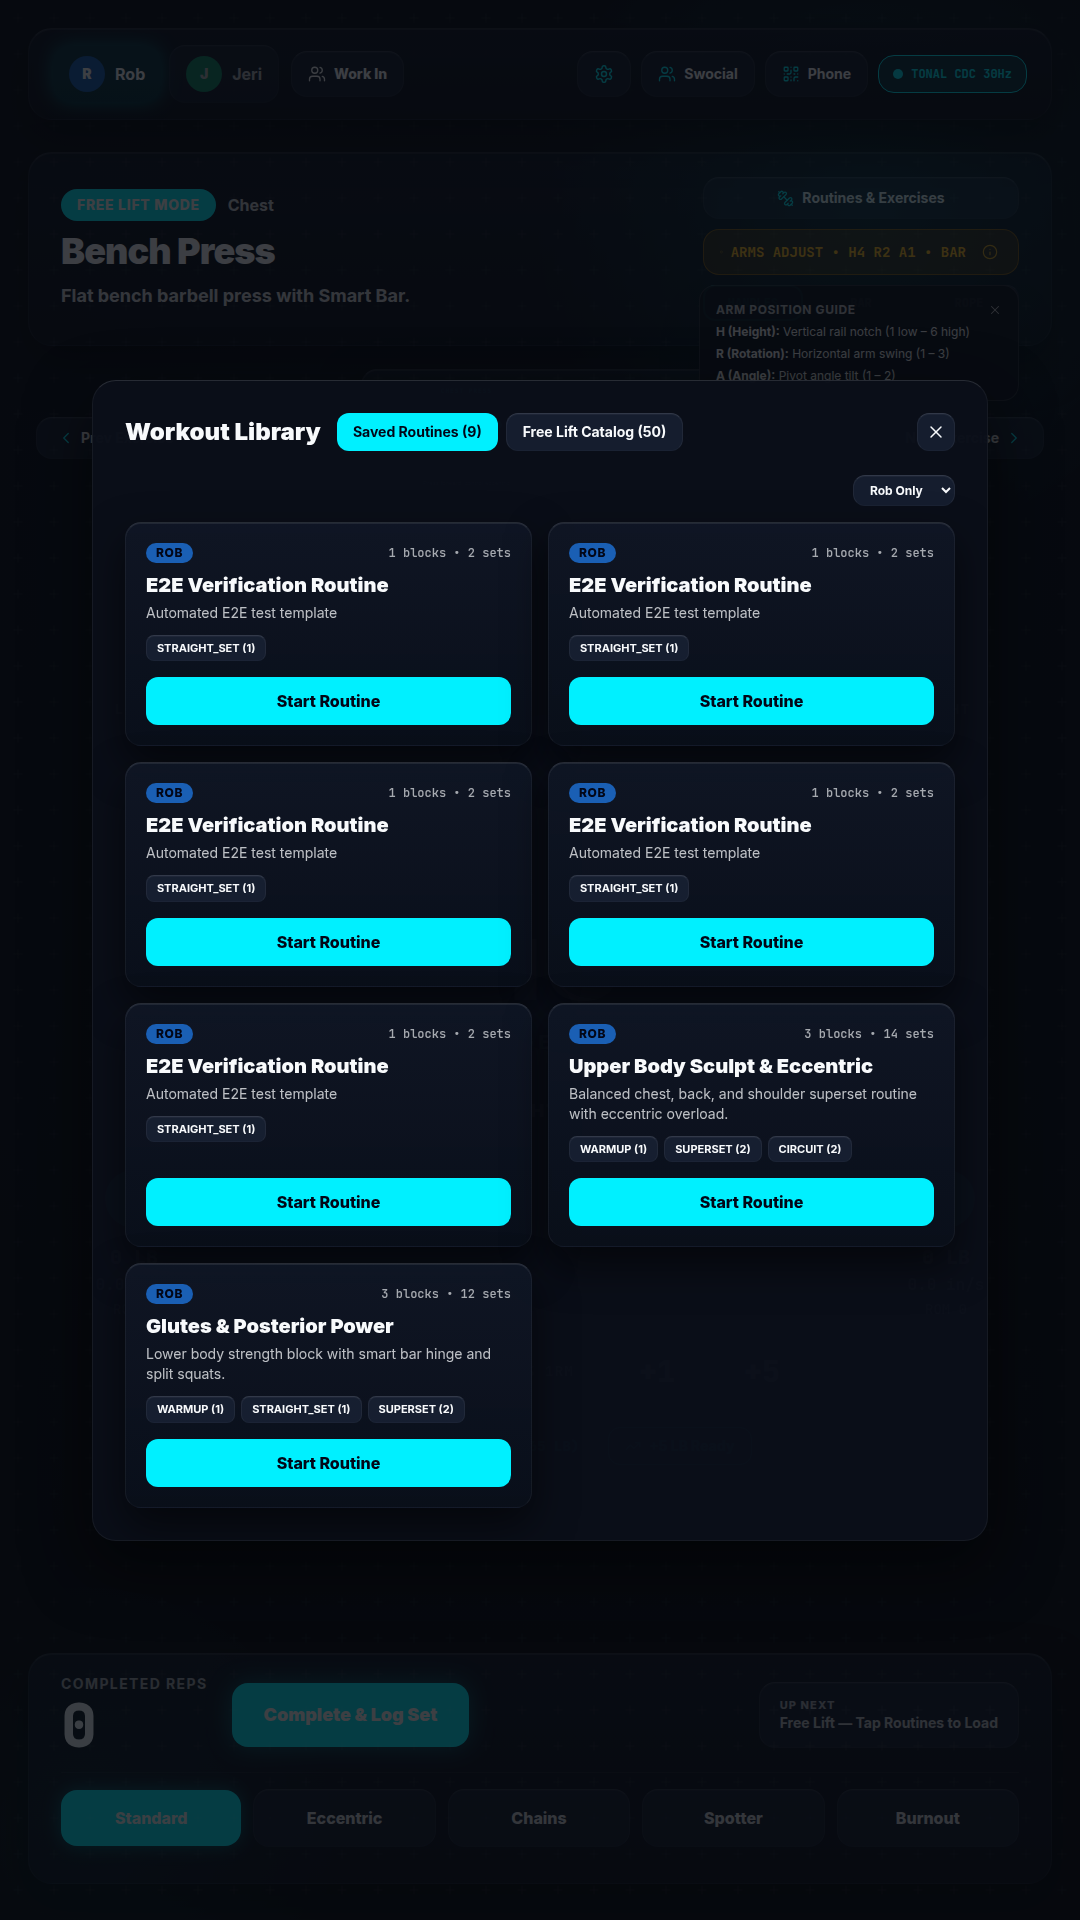 R Rob J Jeri Work In Swocial Phone TONAL CDC 30Hz
FREE LIFT MODE Chest
Bench Press
Flat bench barbell press with Smart Bar.
Routines & Exercises
ARMS ADJUST • H4 R2 A1 • BAR
ARM POSITION GUIDE
H (Height): Vertical rail notch (1 low – 6 high)
R (Rotation): Horizontal arm swing (1 – 3)
A (Angle): Pivot angle tilt (1 – 2)
Workout Library Saved Routines (9) Free Lift Catalog (50)
Rob Only
ROB 1 blocks • 2 sets
E2E Verification Routine
Automated E2E test template
STRAIGHT_SET (1)
Start Routine
ROB 1 blocks • 2 sets
E2E Verification Routine
Automated E2E test template
STRAIGHT_SET (1)
Start Routine
ROB 1 blocks • 2 sets
E2E Verification Routine
Automated E2E test template
STRAIGHT_SET (1)
Start Routine
ROB 1 blocks • 2 sets
E2E Verification Routine
Automated E2E test template
STRAIGHT_SET (1)
Start Routine
ROB 1 blocks • 2 sets
E2E Verification Routine
Automated E2E test template
STRAIGHT_SET (1)
Start Routine
ROB 3 blocks • 14 sets
Upper Body Sculpt & Eccentric
Balanced chest, back, and shoulder superset routine
with eccentric overload.
WARMUP (1) SUPERSET (2) CIRCUIT (2)
Start Routine
ROB 3 blocks • 12 sets
Glutes & Posterior Power
Lower body strength block with smart bar hinge and
split squats.
WARMUP (1) STRAIGHT_SET (1) SUPERSET (2)
Start Routine
COMPLETED REPS
0
Complete & Log Set
UP NEXT
Free Lift — Tap Routines to Load
Standard Eccentric Chains Spotter Burnout